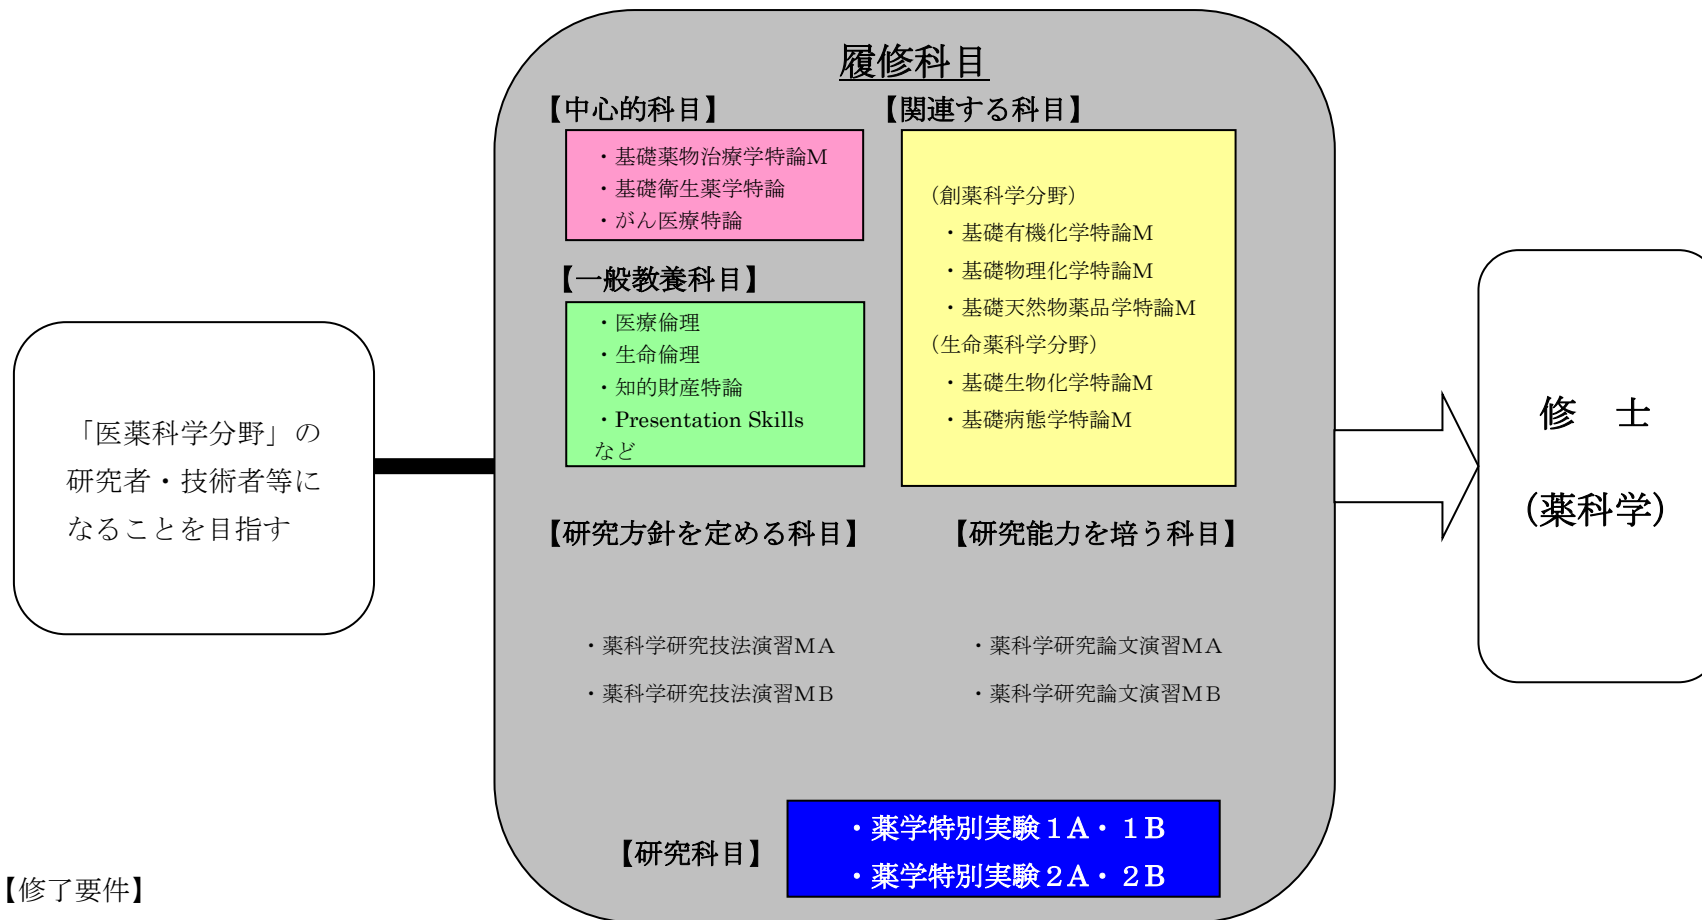 履修科目
【中心的科目】
・基礎薬物治療学特論M
・基礎衛生薬学特論
・がん医療特論
【関連する科目】
(創薬科学分野)
・基礎有機化学特論M
・基礎物理化学特論M
・基礎天然物薬品学特論M
(生命薬科学分野)
・基礎生物化学特論M
・基礎病態学特論M
【一般教養科目】
・医療倫理
・生命倫理
・知的財産特論
・Presentation Skills
など
「医薬科学分野」の
研究者・技術者等に
なることを目指す
【研究方針を定める科目】
・薬科学研究技法演習MA
・薬科学研究技法演習MB
【研究能力を培う科目】
・薬科学研究論文演習MA
・薬科学研究論文演習MB
【研究科目】
・薬学特別実験1A・1B
・薬学特別実験2A・2B
修　士
(薬科学)
【修了要件】